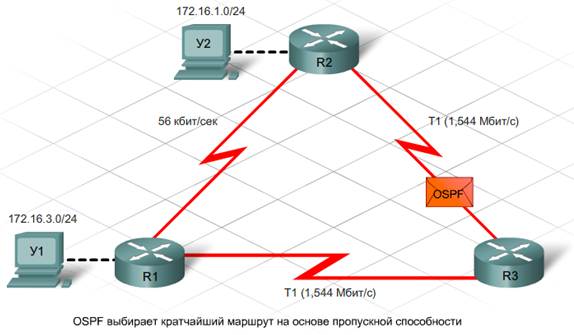 172.16.1.0/24
У2
R2
56 кбит/сек
T1 (1,544 Мбит/с)
OSPF
172.16.3.0/24
У1
R1
R3
T1 (1,544 Мбит/с)
OSPF выбирает кратчайший маршрут на основе пропускной способности